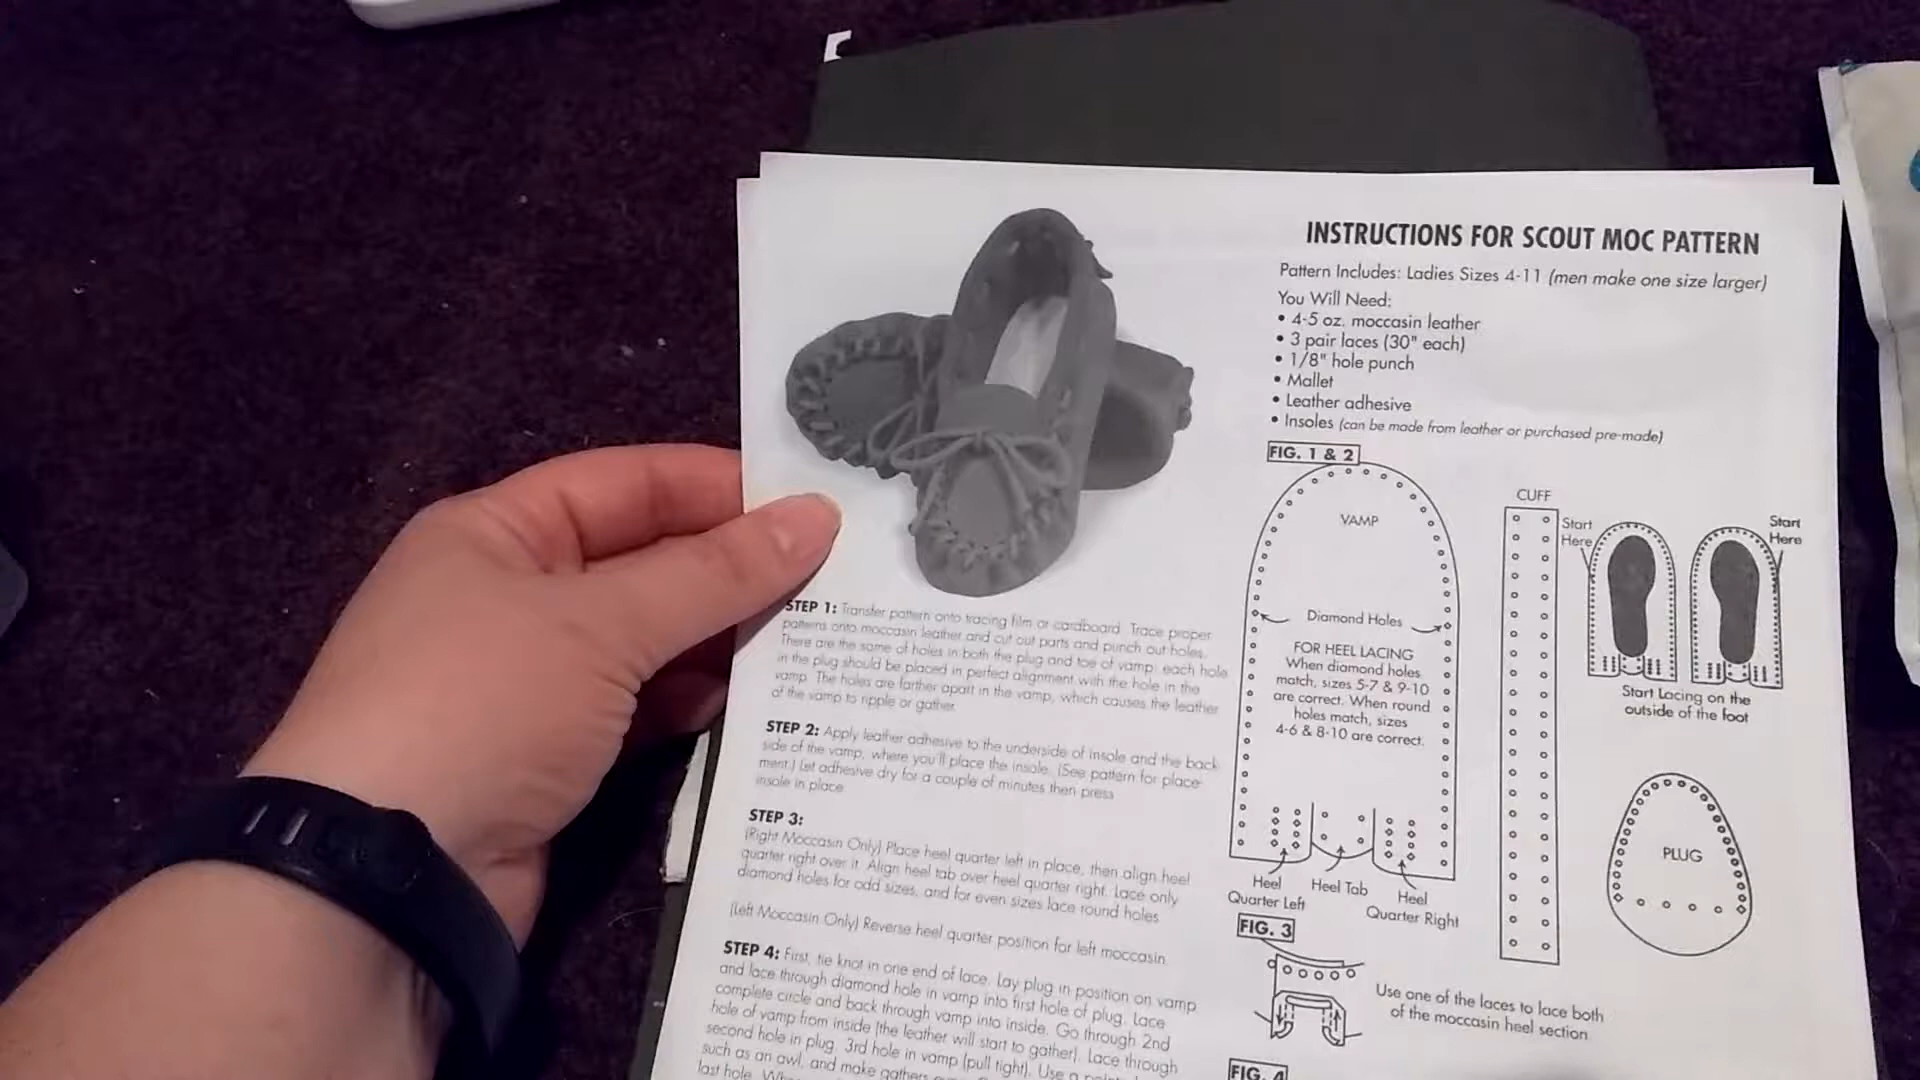 INSTRUCTIONS FOR SCOUT MOC PATTERN
Pattern Includes: Ladies Sizes 4-11 (men make one size larger)
You Will Need:
• 4-5 oz. moccasin leather
• 3 pair laces (30" each)
• 1/8" hole punch
• Mallet
• Leather adhesive
• Insoles (can be made from leather or purchased pre-made)
FIG. 1 & 2
VAMP
Diamond Holes
FOR HEEL LACING
When diamond holes
match, sizes 5-7 & 9-10
are correct. When round
holes match, sizes
4-6 & 8-10 are correct.
Heel
Quarter Left
Heel Tab
Heel
Quarter Right
CUFF
Start
Here
Start
Here
Start Lacing on the
outside of the foot
PLUG
FIG. 3
Use one of the laces to lace both
of the moccasin heel section
FIG. 4
STEP 1: Transfer pattern onto tracing film or cardboard. Trace proper
patterns onto moccasin leather and cut out parts and punch out holes.
There are the same of holes in both the plug and toe of vamp: each hole
in the plug should be placed in perfect alignment with the hole in the
vamp. The holes are farther apart in the vamp, which causes the leather
of the vamp to ripple or gather.
STEP 2: Apply leather adhesive to the underside of insole and the back
side of the vamp, where you'll place the insole. (See pattern for place-
ment.) Let adhesive dry for a couple of minutes then press
insole in place.
STEP 3:
(Right Moccasin Only) Place heel quarter left in place, then align heel
quarter right over it. Align heel tab over heel quarter right. Lace only
diamond holes for odd sizes, and for even sizes lace round holes.
(Left Moccasin Only) Reverse heel quarter position for left moccasin.
STEP 4: First, tie knot in one end of lace. Lay plug in position on vamp
and lace through diamond hole in vamp into first hole of plug. Lace
complete circle and back through vamp into inside. Go through 2nd
hole of vamp from inside (the leather will start to gather). Lace through
second hole in plug, 3rd hole in vamp (pull tight). Use a
such as an awl, and make gathers
last hole.